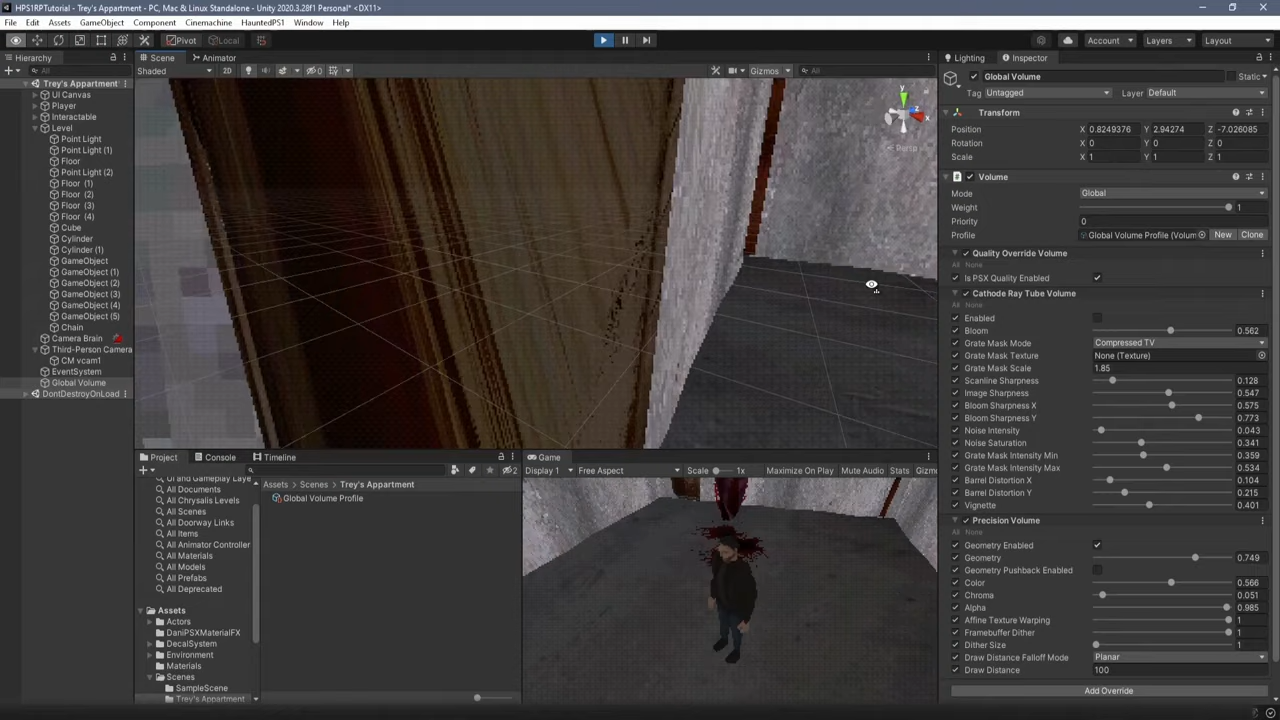 HPS1RPTutorial - Trey's Appartment - PC, Mac & Linux Standalone - Unity 2020.3.28f1 Personal* <DX11>
File Edit Assets GameObject Component Cinemachine HauntedPS1 Window Help
Pivot Local Account Layers Layout
Hierarchy
All
Trey's Appartment
UI Canvas
Player
Interactable
Level
Point Light
Point Light (1)
Floor
Point Light (2)
Floor (1)
Floor (2)
Floor (3)
Floor (4)
Cube
Cylinder
Cylinder (1)
GameObject
GameObject (1)
GameObject (2)
GameObject (3)
GameObject (4)
GameObject (5)
Chain
Camera Brain
Third-Person Camera
CM vcam1
EventSystem
Global Volume
DontDestroyOnLoad
Scene Animator
Shaded 2D 0 Gizmos All
y
x
z
Persp
Project Console Timeline
2
UI and Gameplay Laye
All Documents
All Chrysalis Levels
All Scenes
All Doorway Links
All Items
All Animator Controller
All Materials
All Models
All Prefabs
All Deprecated
Assets
Actors
DaniPSXMaterialFX
DecalSystem
Environment
Materials
Scenes
SampleScene
Trey's Appartment
Assets Scenes Trey's Appartment
Global Volume Profile
Game
Display 1 Free Aspect Scale 1x Maximize On Play Mute Audio Stats Gizmo
Lighting Inspector
Global Volume Static
Tag Untagged Layer Default
Transform
Position X 0.8249376 Y 2.94274 Z -7.026085
Rotation X 0 Y 0 Z 0
Scale X 1 Y 1 Z 1
Volume
Mode Global
Weight 1
Priority 0
Profile Global Volume Profile (Volum New Clone
Quality Override Volume
All None
Is PSX Quality Enabled
Cathode Ray Tube Volume
All None
Enabled
Bloom 0.562
Grate Mask Mode Compressed TV
Grate Mask Texture None (Texture)
Grate Mask Scale 1.85
Scanline Sharpness 0.128
Image Sharpness 0.547
Bloom Sharpness X 0.575
Bloom Sharpness Y 0.773
Noise Intensity 0.043
Noise Saturation 0.341
Grate Mask Intensity Min 0.359
Grate Mask Intensity Max 0.534
Barrel Distortion X 0.104
Barrel Distortion Y 0.215
Vignette 0.401
Precision Volume
All None
Geometry Enabled
Geometry 0.749
Geometry Pushback Enabled
Color 0.566
Chroma 0.051
Alpha 0.985
Affine Texture Warping 1
Framebuffer Dither 1
Dither Size 1
Draw Distance Falloff Mode Planar
Draw Distance 100
Add Override